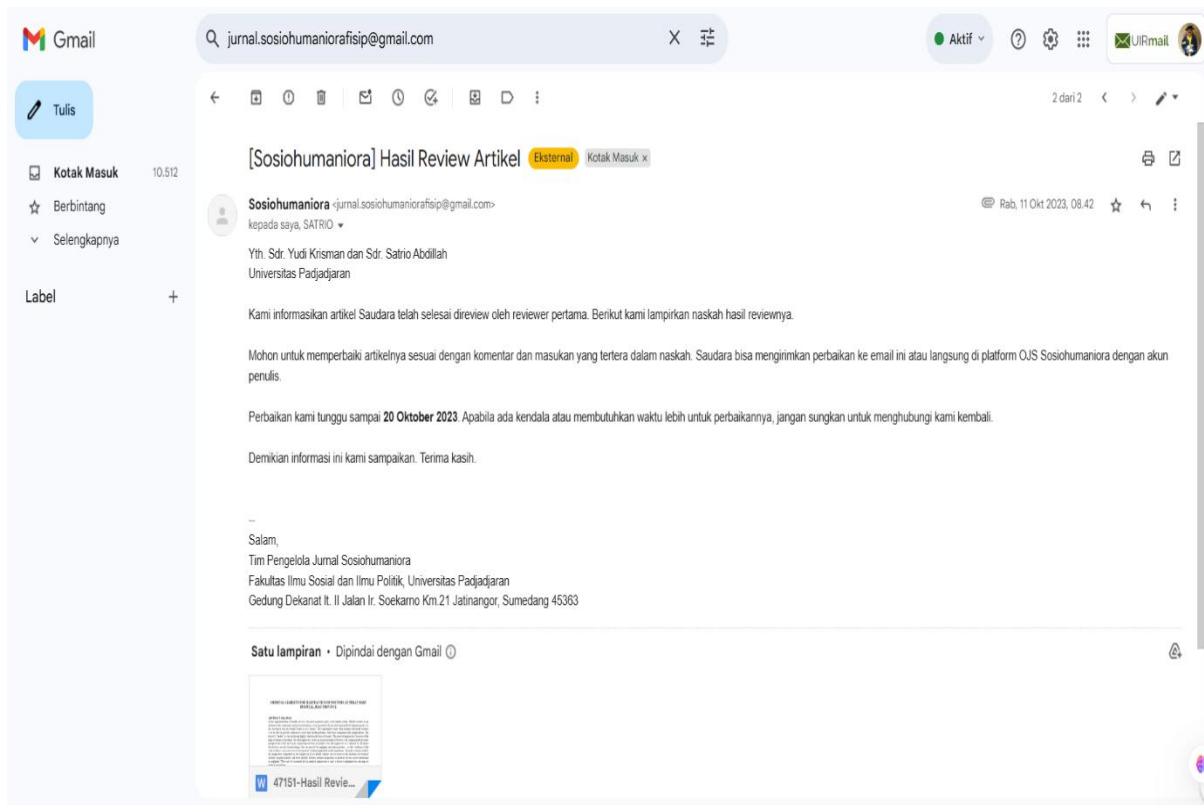 Gmail
jurnal.sosiohumaniorafisip@gmail.com
Aktif
UIRmail
Tulis
2 dari 2
[Sosiohumaniora] Hasil Review Artikel Eksternal Kotak Masuk x
Kotak Masuk 10.512
Berbintang
Selengkapnya
Label
Sosiohumaniora <jurnal.sosiohumaniorafisip@gmail.com>
Rab, 11 Okt 2023, 08.42
kepada saya, SATRIO
Yth. Sdr. Yudi Krisman dan Sdr. Satrio Abdillah
Universitas Padjadjaran
Kami informasikan artikel Saudara telah selesai direview oleh reviewer pertama. Berikut kami lampirkan naskah hasil reviewnya.
Mohon untuk memperbaiki artikelnya sesuai dengan komentar dan masukan yang tertera dalam naskah. Saudara bisa mengirimkan perbaikan ke email ini atau langsung di platform OJS Sosiohumaniora dengan akun
penulis.
Perbaikan kami tunggu sampai 20 Oktober 2023. Apabila ada kendala atau membutuhkan waktu lebih untuk perbaikannya, jangan sungkan untuk menghubungi kami kembali.
Demikian informasi ini kami sampaikan. Terima kasih.
--
Salam,
Tim Pengelola Jurnal Sosiohumaniora
Fakultas Ilmu Sosial dan Ilmu Politik, Universitas Padjadjaran
Gedung Dekanat lt. II Jalan Ir. Soekarno Km.21 Jatinangor, Sumedang 45363
Satu lampiran • Dipindai dengan Gmail
47151-Hasil Revie...